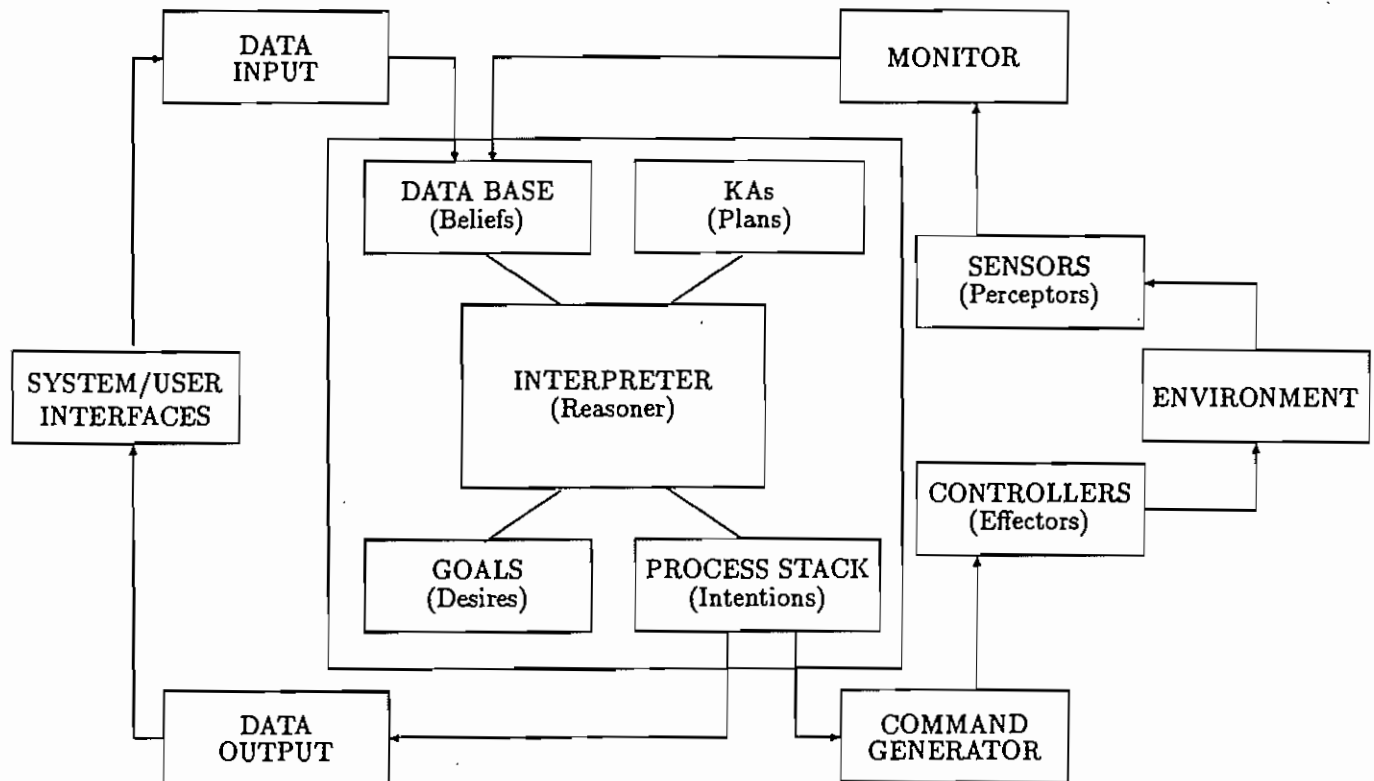 DATA
INPUT
MONITOR
DATA BASE
(Beliefs)
KAs
(Plans)
SENSORS
(Perceptors)
SYSTEM/USER
INTERFACES
INTERPRETER
(Reasoner)
ENVIRONMENT
CONTROLLERS
(Effectors)
GOALS
(Desires)
PROCESS STACK
(Intentions)
DATA
OUTPUT
COMMAND
GENERATOR